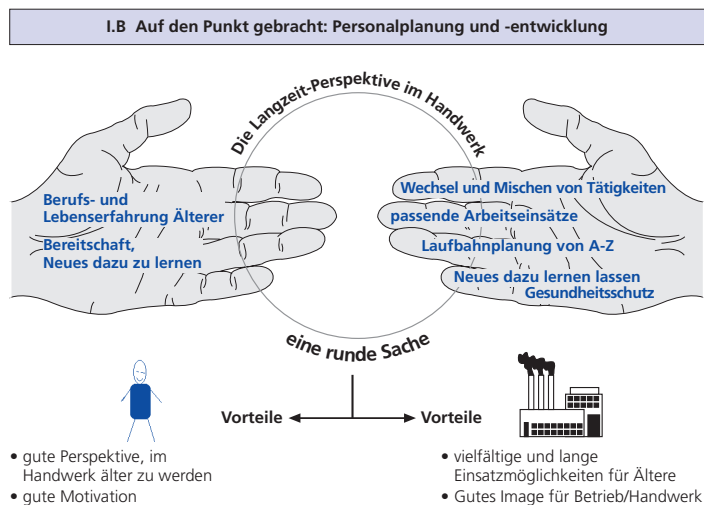 I.B Auf den Punkt gebracht: Personalplanung und -entwicklung
Die Langzeit-Perspektive im Handwerk
Berufs- und
Lebenserfahrung Älterer
Bereitschaft,
Neues dazu zu lernen
Wechsel und Mischen von Tätigkeiten
passende Arbeitseinsätze
Laufbahnplanung von A-Z
Neues dazu lernen lassen
Gesundheitsschutz
eine runde Sache
Vorteile
Vorteile
• gute Perspektive, im
Handwerk älter zu werden
• gute Motivation
• vielfältige und lange
Einsatzmöglichkeiten für Ältere
• Gutes Image für Betrieb/Handwerk